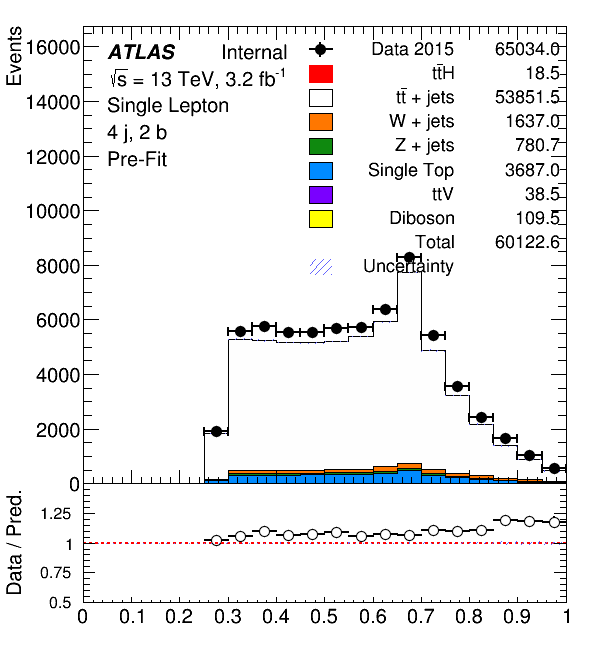 Events
16000
14000
12000
10000
8000
6000
4000
2000
0
ATLAS Internal
√s = 13 TeV, 3.2 fb⁻¹
Single Lepton
4 j, 2 b
Pre-Fit
Data 2015 65034.0
tt̄H 18.5
tt̄ + jets 53851.5
W + jets 1637.0
Z + jets 780.7
Single Top 3687.0
ttV 38.5
Diboson 109.5
Total 60122.6
Uncertainty
Data / Pred.
1.25
1
0.75
0.5
0 0.1 0.2 0.3 0.4 0.5 0.6 0.7 0.8 0.9 1